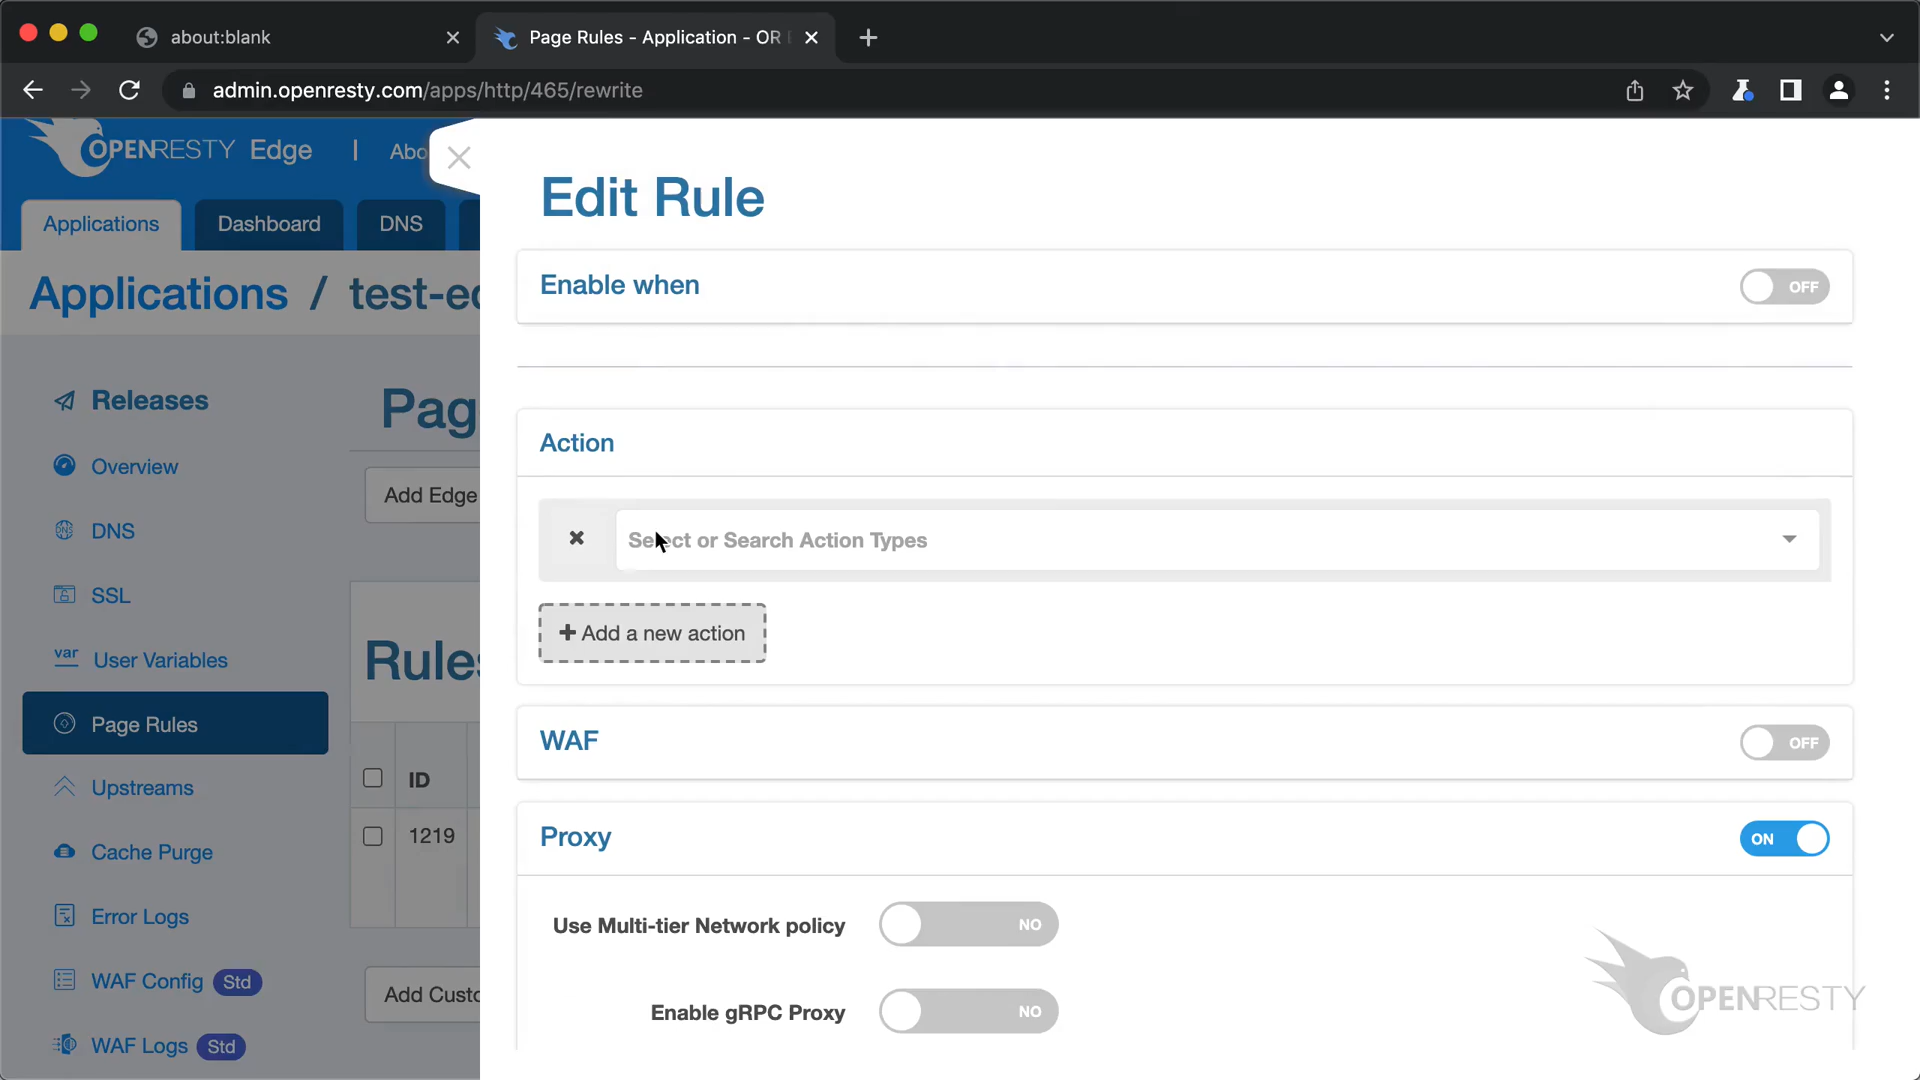 about:blank
Page Rules - Application - OR
admin.openresty.com/apps/http/465/rewrite
OPENRESTY Edge | Abo
Applications
Dashboard
DNS
Applications / test-ed
Releases
Overview
DNS
SSL
var User Variables
Page Rules
Upstreams
Cache Purge
Error Logs
WAF Config Std
WAF Logs Std
Pag
Add Edge
Rules
ID
1219
Add Custo
Edit Rule
Enable when
OFF
Action
Select or Search Action Types
Add a new action
WAF
OFF
Proxy
ON
Use Multi-tier Network policy
NO
Enable gRPC Proxy
NO
OPENRESTY